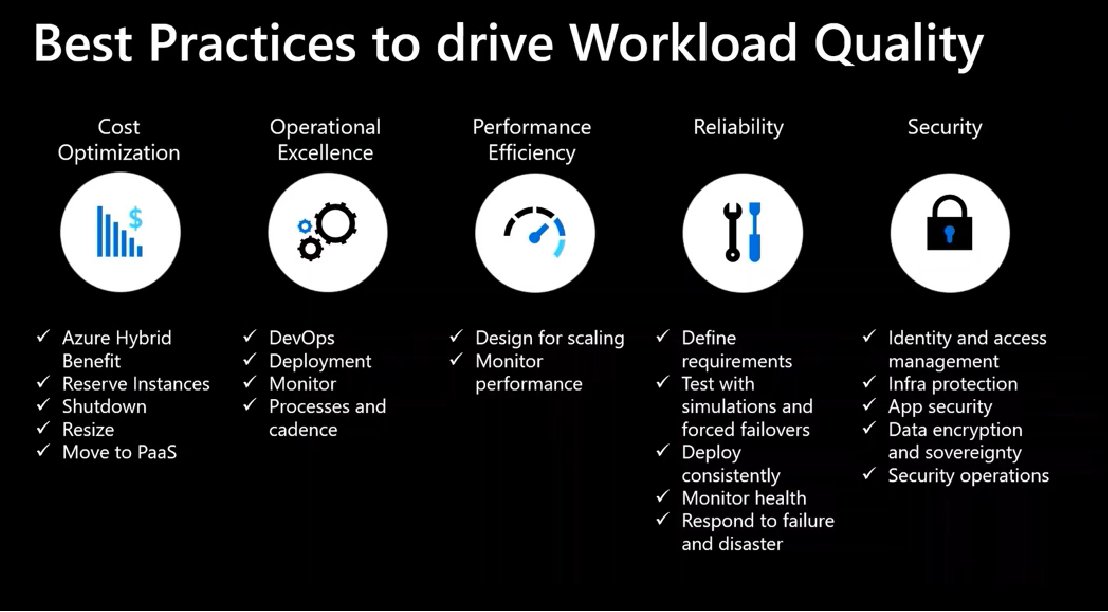 Best Practices to drive Workload Quality
Cost
Optimization
$
✓ Azure Hybrid
Benefit
✓ Reserve Instances
✓ Shutdown
✓ Resize
✓ Move to PaaS
Operational
Excellence
✓ DevOps
✓ Deployment
✓ Monitor
✓ Processes and
cadence
Performance
Efficiency
✓ Design for scaling
✓ Monitor
performance
Reliability
✓ Define
requirements
✓ Test with
simulations and
forced failovers
✓ Deploy
consistently
✓ Monitor health
✓ Respond to failure
and disaster
Security
✓ Identity and access
management
✓ Infra protection
✓ App security
✓ Data encryption
and sovereignty
✓ Security operations